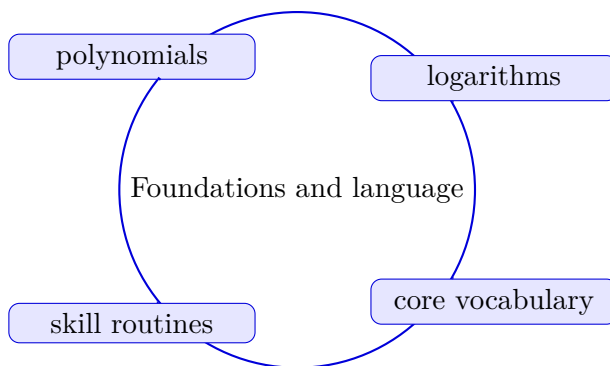 polynomials
logarithms
Foundations and language
core vocabulary
skill routines